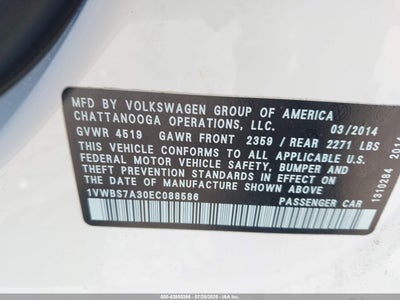 MFD BY VOLKSWAGEN GROUP OF AMERICA
CHATTANOOGA OPERATIONS, LLC. 03/2014
GVWR 4519 GAWR FRONT 2359 / REAR 2271 LBS
THIS VEHICLE CONFORMS TO ALL APPLICABLE U.S.
FEDERAL MOTOR VEHICLE SAFETY, BUMPER AND
THEFT PREVENTION STANDARDS IN EFFECT ON THE
DATE OF MANUFACTURE SHOWN ABOVE.
1VWBS7A30EC088586 PASSENGER CAR
1310284 2014